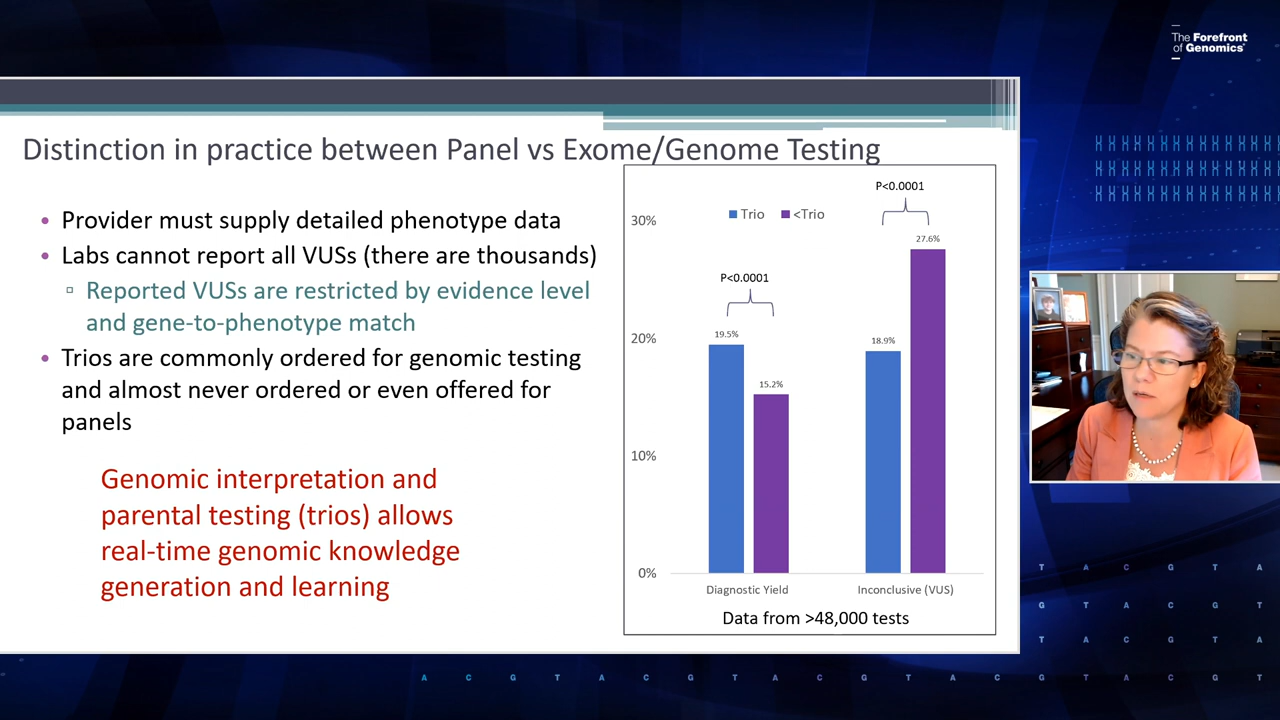 The Forefront
of Genomics®
Distinction in practice between Panel vs Exome/Genome Testing
• Provider must supply detailed phenotype data
• Labs cannot report all VUSs (there are thousands)
▫ Reported VUSs are restricted by evidence level
and gene-to-phenotype match
• Trios are commonly ordered for genomic testing
and almost never ordered or even offered for
panels
Genomic interpretation and
parental testing (trios) allows
real-time genomic knowledge
generation and learning
P<0.0001
30%
Trio <Trio
27.6%
P<0.0001
20%
19.5%
18.9%
15.2%
10%
0%
Diagnostic Yield Inconclusive (VUS)
Data from >48,000 tests
T A C G T A
G T A C G T
T A C G T A
A C G T A C G T A C G T A C G T A C G T